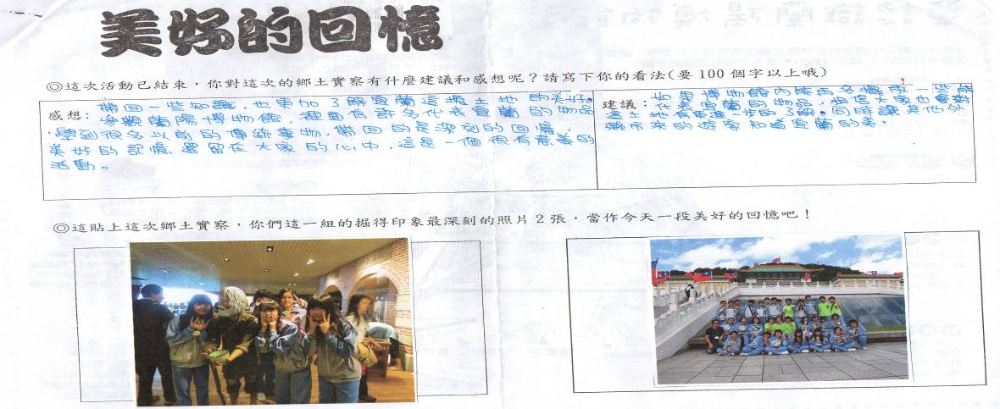 美好的回憶
◎這次活動已結束，你對這次的鄉土實察有什麼建議和感想呢？請寫下你的看法(要 100 個字以上哦)
感想：帶回一些知識，也更加了解宜蘭這塊土地的美好。
參觀蘭陽博物館，裡面有許多代表宜蘭的物品
，學到很多以前的傳統事物，帶回的是深刻的回憶，
美好的記憶還留在大家的心中，這是一個很有意義的
活動。
建議：如果博物館內能再多擺放一些能
代表宜蘭的物品，相信大家也會對
這土地有更進一步的了解。同時讓其他外
縣市來的遊客知道宜蘭的美。
◎這貼上這次鄉土實察，你們這一組的掘得印象最深刻的照片 2 張，當作今天一段美好的回憶吧！